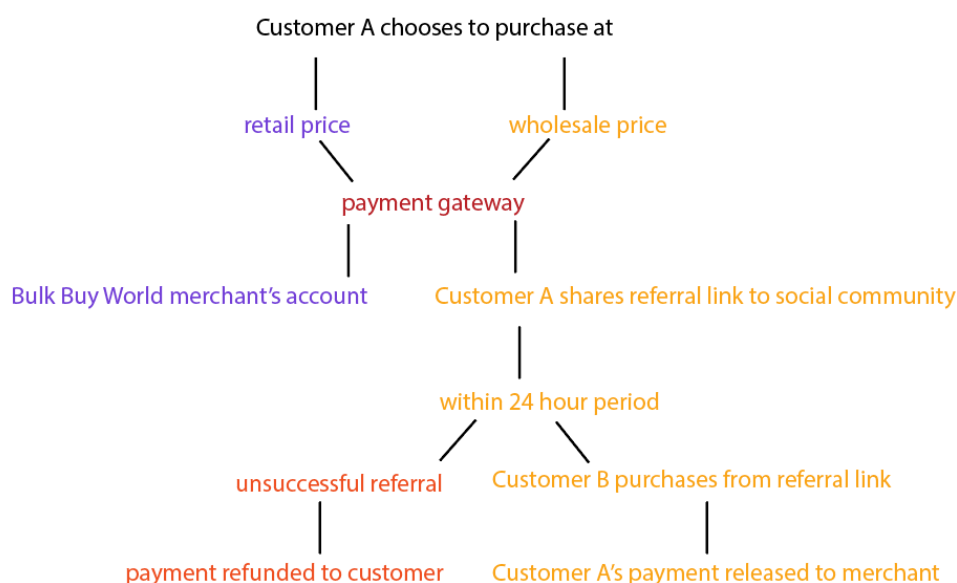 Customer A chooses to purchase at
retail price
wholesale price
payment gateway
Bulk Buy World merchant's account
Customer A shares referral link to social community
within 24 hour period
unsuccessful referral
Customer B purchases from referral link
payment refunded to customer
Customer A's payment released to merchant